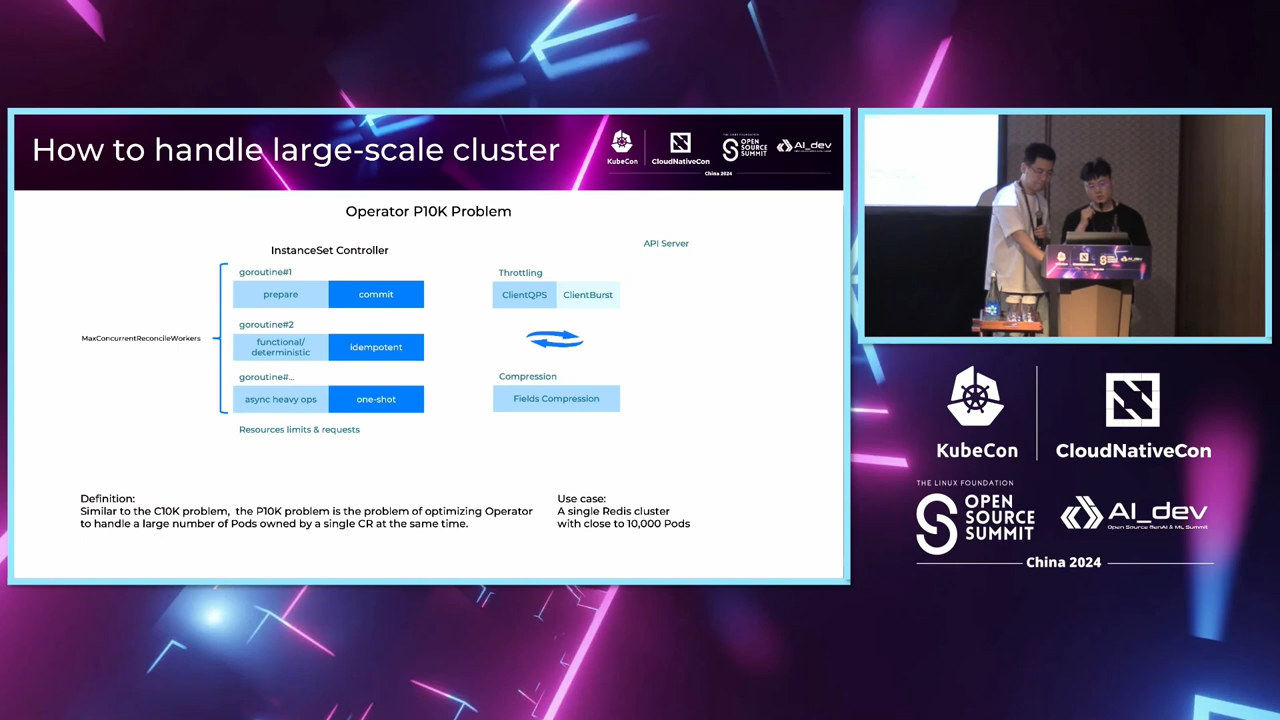 How to handle large-scale cluster
KubeCon
CloudNativeCon
OPEN
SOURCE
SUMMIT
AI_dev
China 2024
Operator P10K Problem
InstanceSet Controller
API Server
goroutine#1
prepare
commit
goroutine#2
functional/
deterministic
idempotent
goroutine#...
async heavy ops
one-shot
MaxConcurrentReconcileWorkers
Resources limits & requests
Throttling
ClientQPS
ClientBurst
Compression
Fields Compression
Definition:
Similar to the C10K problem, the P10K problem is the problem of optimizing Operator
to handle a large number of Pods owned by a single CR at the same time.
Use case:
A single Redis cluster
with close to 10,000 Pods
KubeCon
CloudNativeCon
THE LINUX FOUNDATION
OPEN
SOURCE
SUMMIT
AI_dev
Open Source GenAI & ML Summit
China 2024